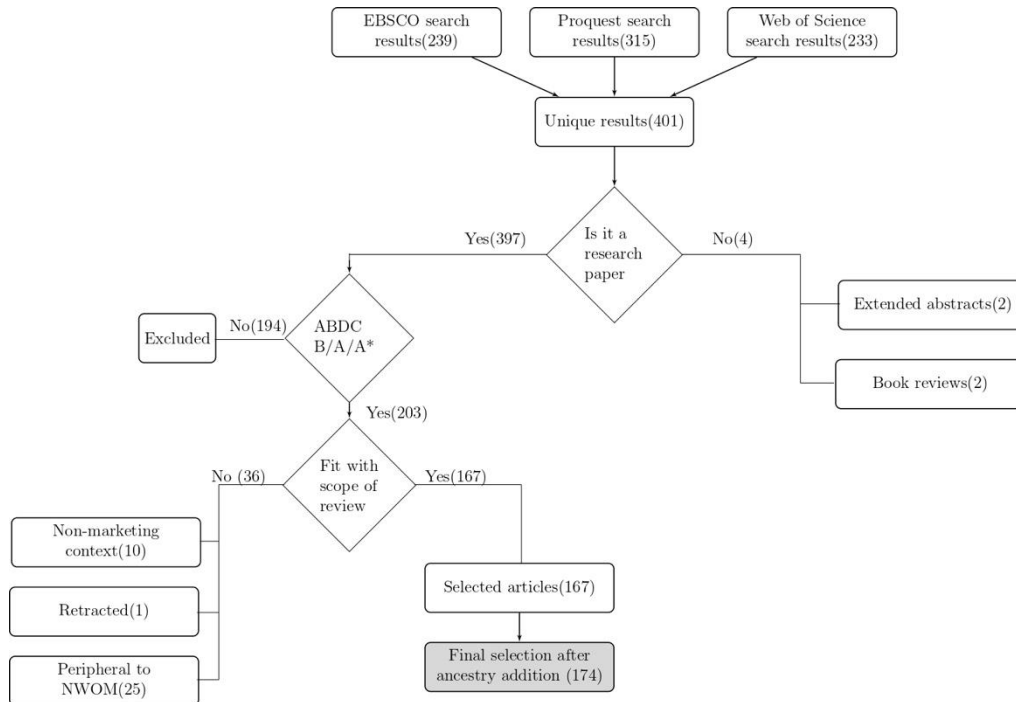 EBSCO search
results(239)
Proquest search
results(315)
Web of Science
search results(233)
Unique results(401)
Is it a
research
paper
Yes(397)
No(4)
Extended abstracts(2)
Book reviews(2)
ABDC
B/A/A*
No(194)
Excluded
Yes(203)
Fit with
scope of
review
No (36)
Yes(167)
Non-marketing
context(10)
Retracted(1)
Peripheral to
NWOM(25)
Selected articles(167)
Final selection after
ancestry addition (174)